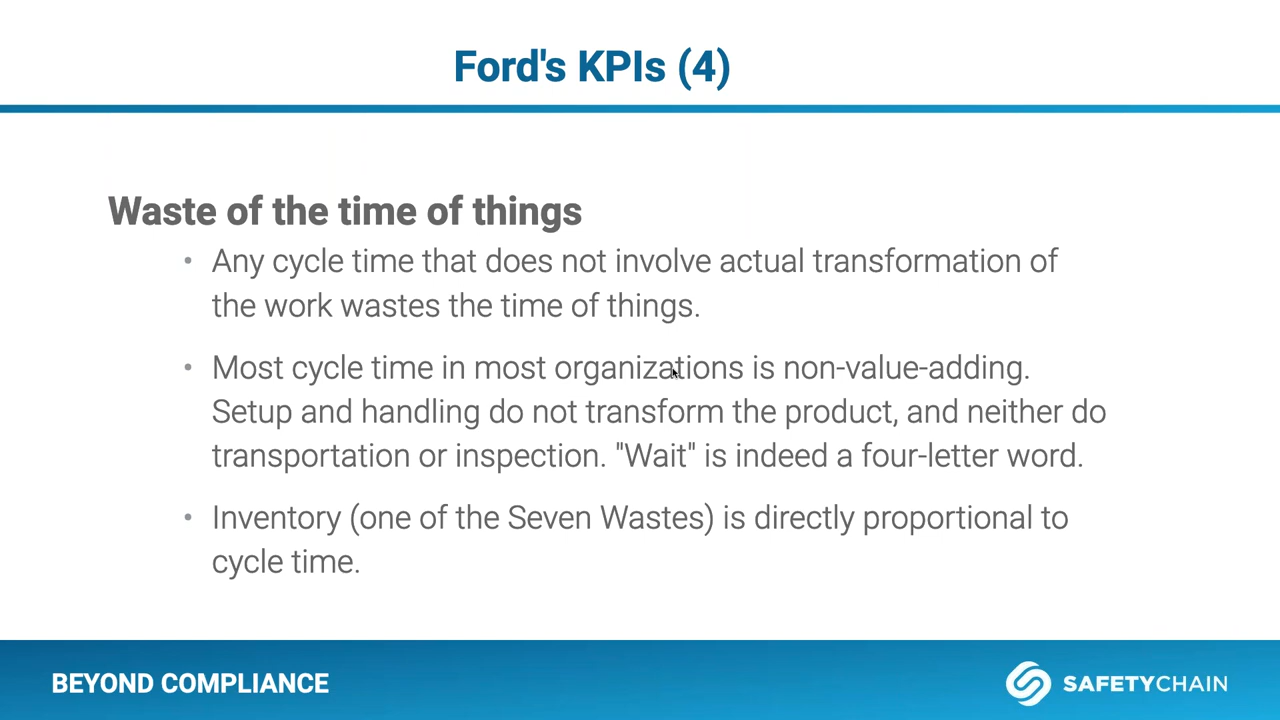 Ford's KPIs (4)
Waste of the time of things
• Any cycle time that does not involve actual transformation of
the work wastes the time of things.
• Most cycle time in most organizations is non-value-adding.
Setup and handling do not transform the product, and neither do
transportation or inspection. "Wait" is indeed a four-letter word.
• Inventory (one of the Seven Wastes) is directly proportional to
cycle time.
BEYOND COMPLIANCE
SAFETYCHAIN